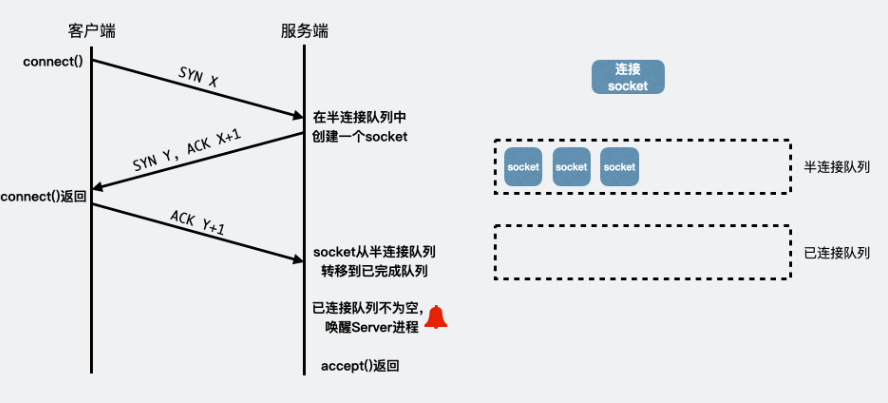 客户端
服务端
connect()
SYN X
在半连接队列中
创建一个socket
SYN Y, ACK X+1
connect()返回
ACK Y+1
socket从半连接队列
转移到已完成队列
已连接队列不为空,
唤醒Server进程
accept()返回
连接
socket
socket
socket
socket
半连接队列
已连接队列